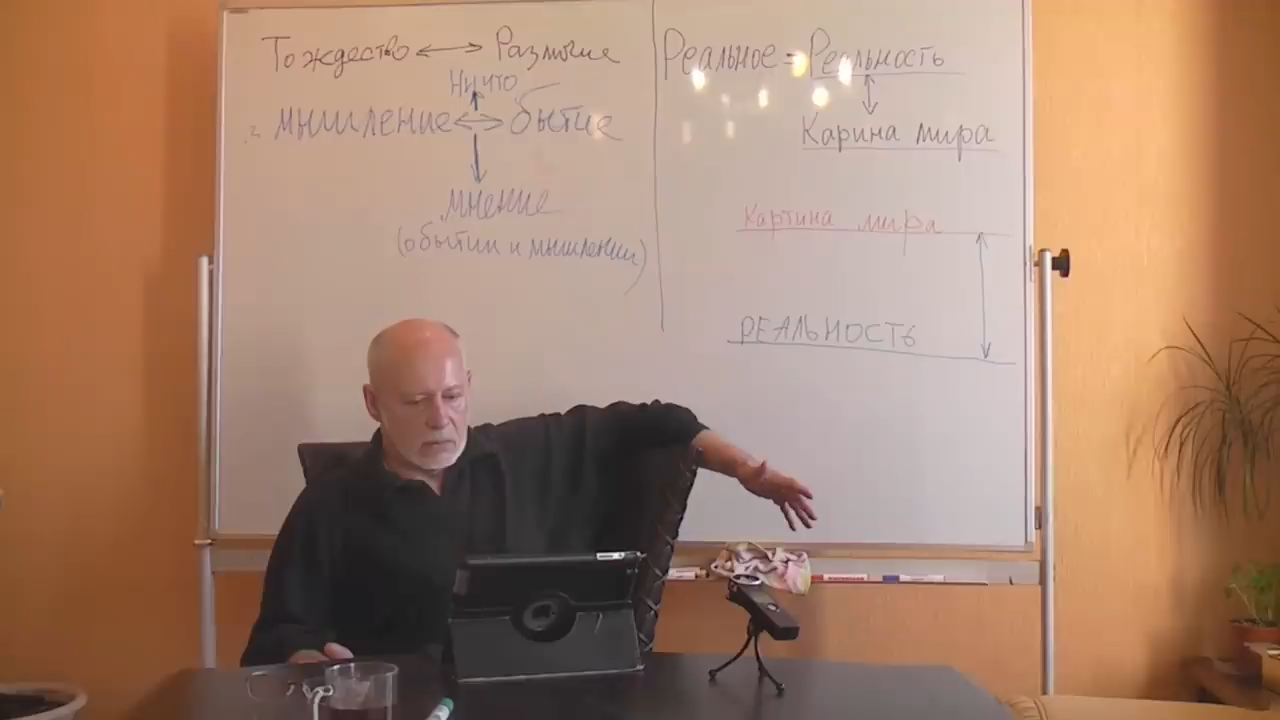 Тождество ⟷ Различие
Ничто
мышление ⟷ бытие
мнение
(о бытии и мышлении)
Реальное = Реальность
Карина мира
Картина мира
РЕАЛЬНОСТЬ